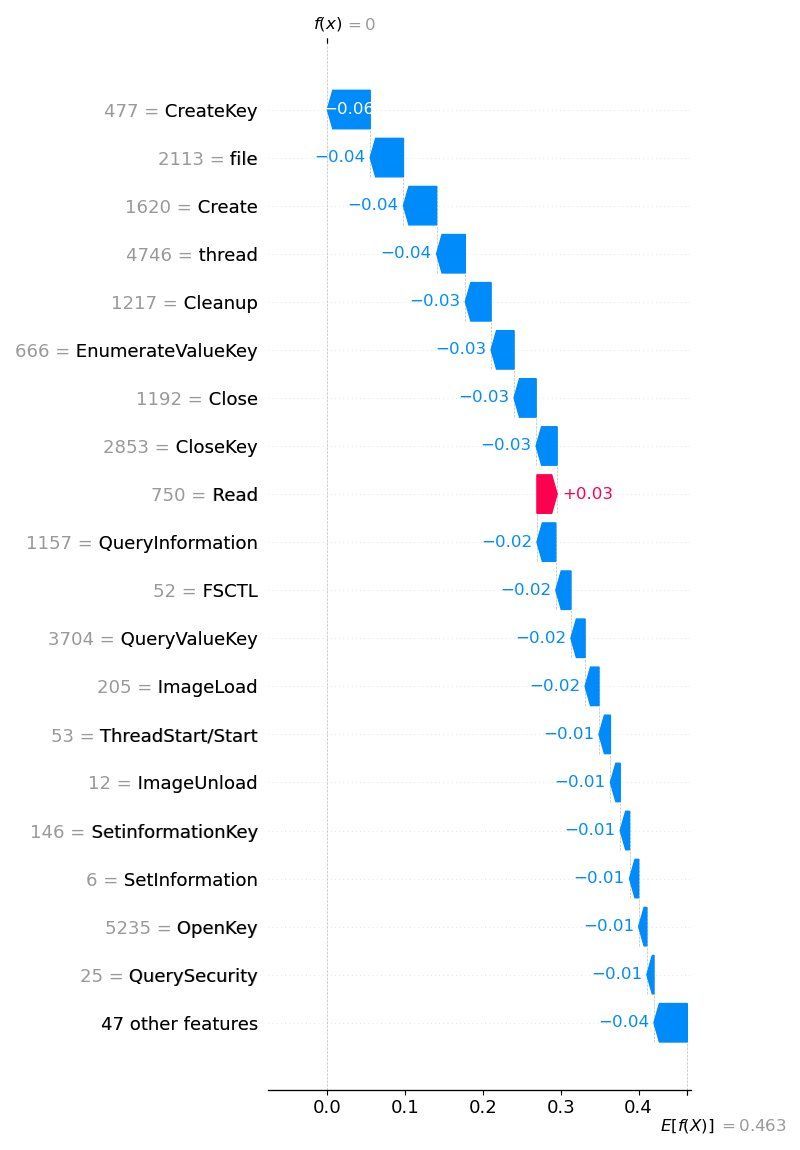 f(x) = 0
477 = CreateKey
−0.06
2113 = file
−0.04
1620 = Create
−0.04
4746 = thread
−0.04
1217 = Cleanup
−0.03
666 = EnumerateValueKey
−0.03
1192 = Close
−0.03
2853 = CloseKey
−0.03
750 = Read
+0.03
1157 = QueryInformation
−0.02
52 = FSCTL
−0.02
3704 = QueryValueKey
−0.02
205 = ImageLoad
−0.02
53 = ThreadStart/Start
−0.01
12 = ImageUnload
−0.01
146 = SetinformationKey
−0.01
6 = SetInformation
−0.01
5235 = OpenKey
−0.01
25 = QuerySecurity
−0.01
47 other features
−0.04
0.0 0.1 0.2 0.3 0.4
E[f(X)] = 0.463